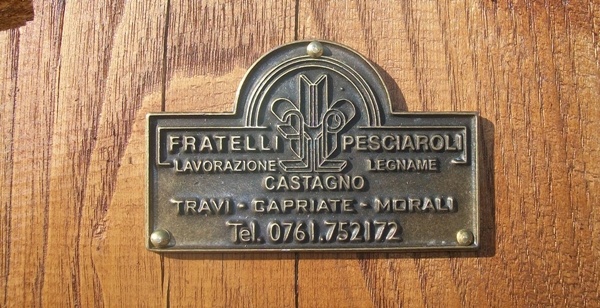 FRATELLI PESCIAROLI
LAVORAZIONE LEGNAME
CASTAGNO
TRAVI - CAPRIATE - MORALI
Tel. 0761.752172